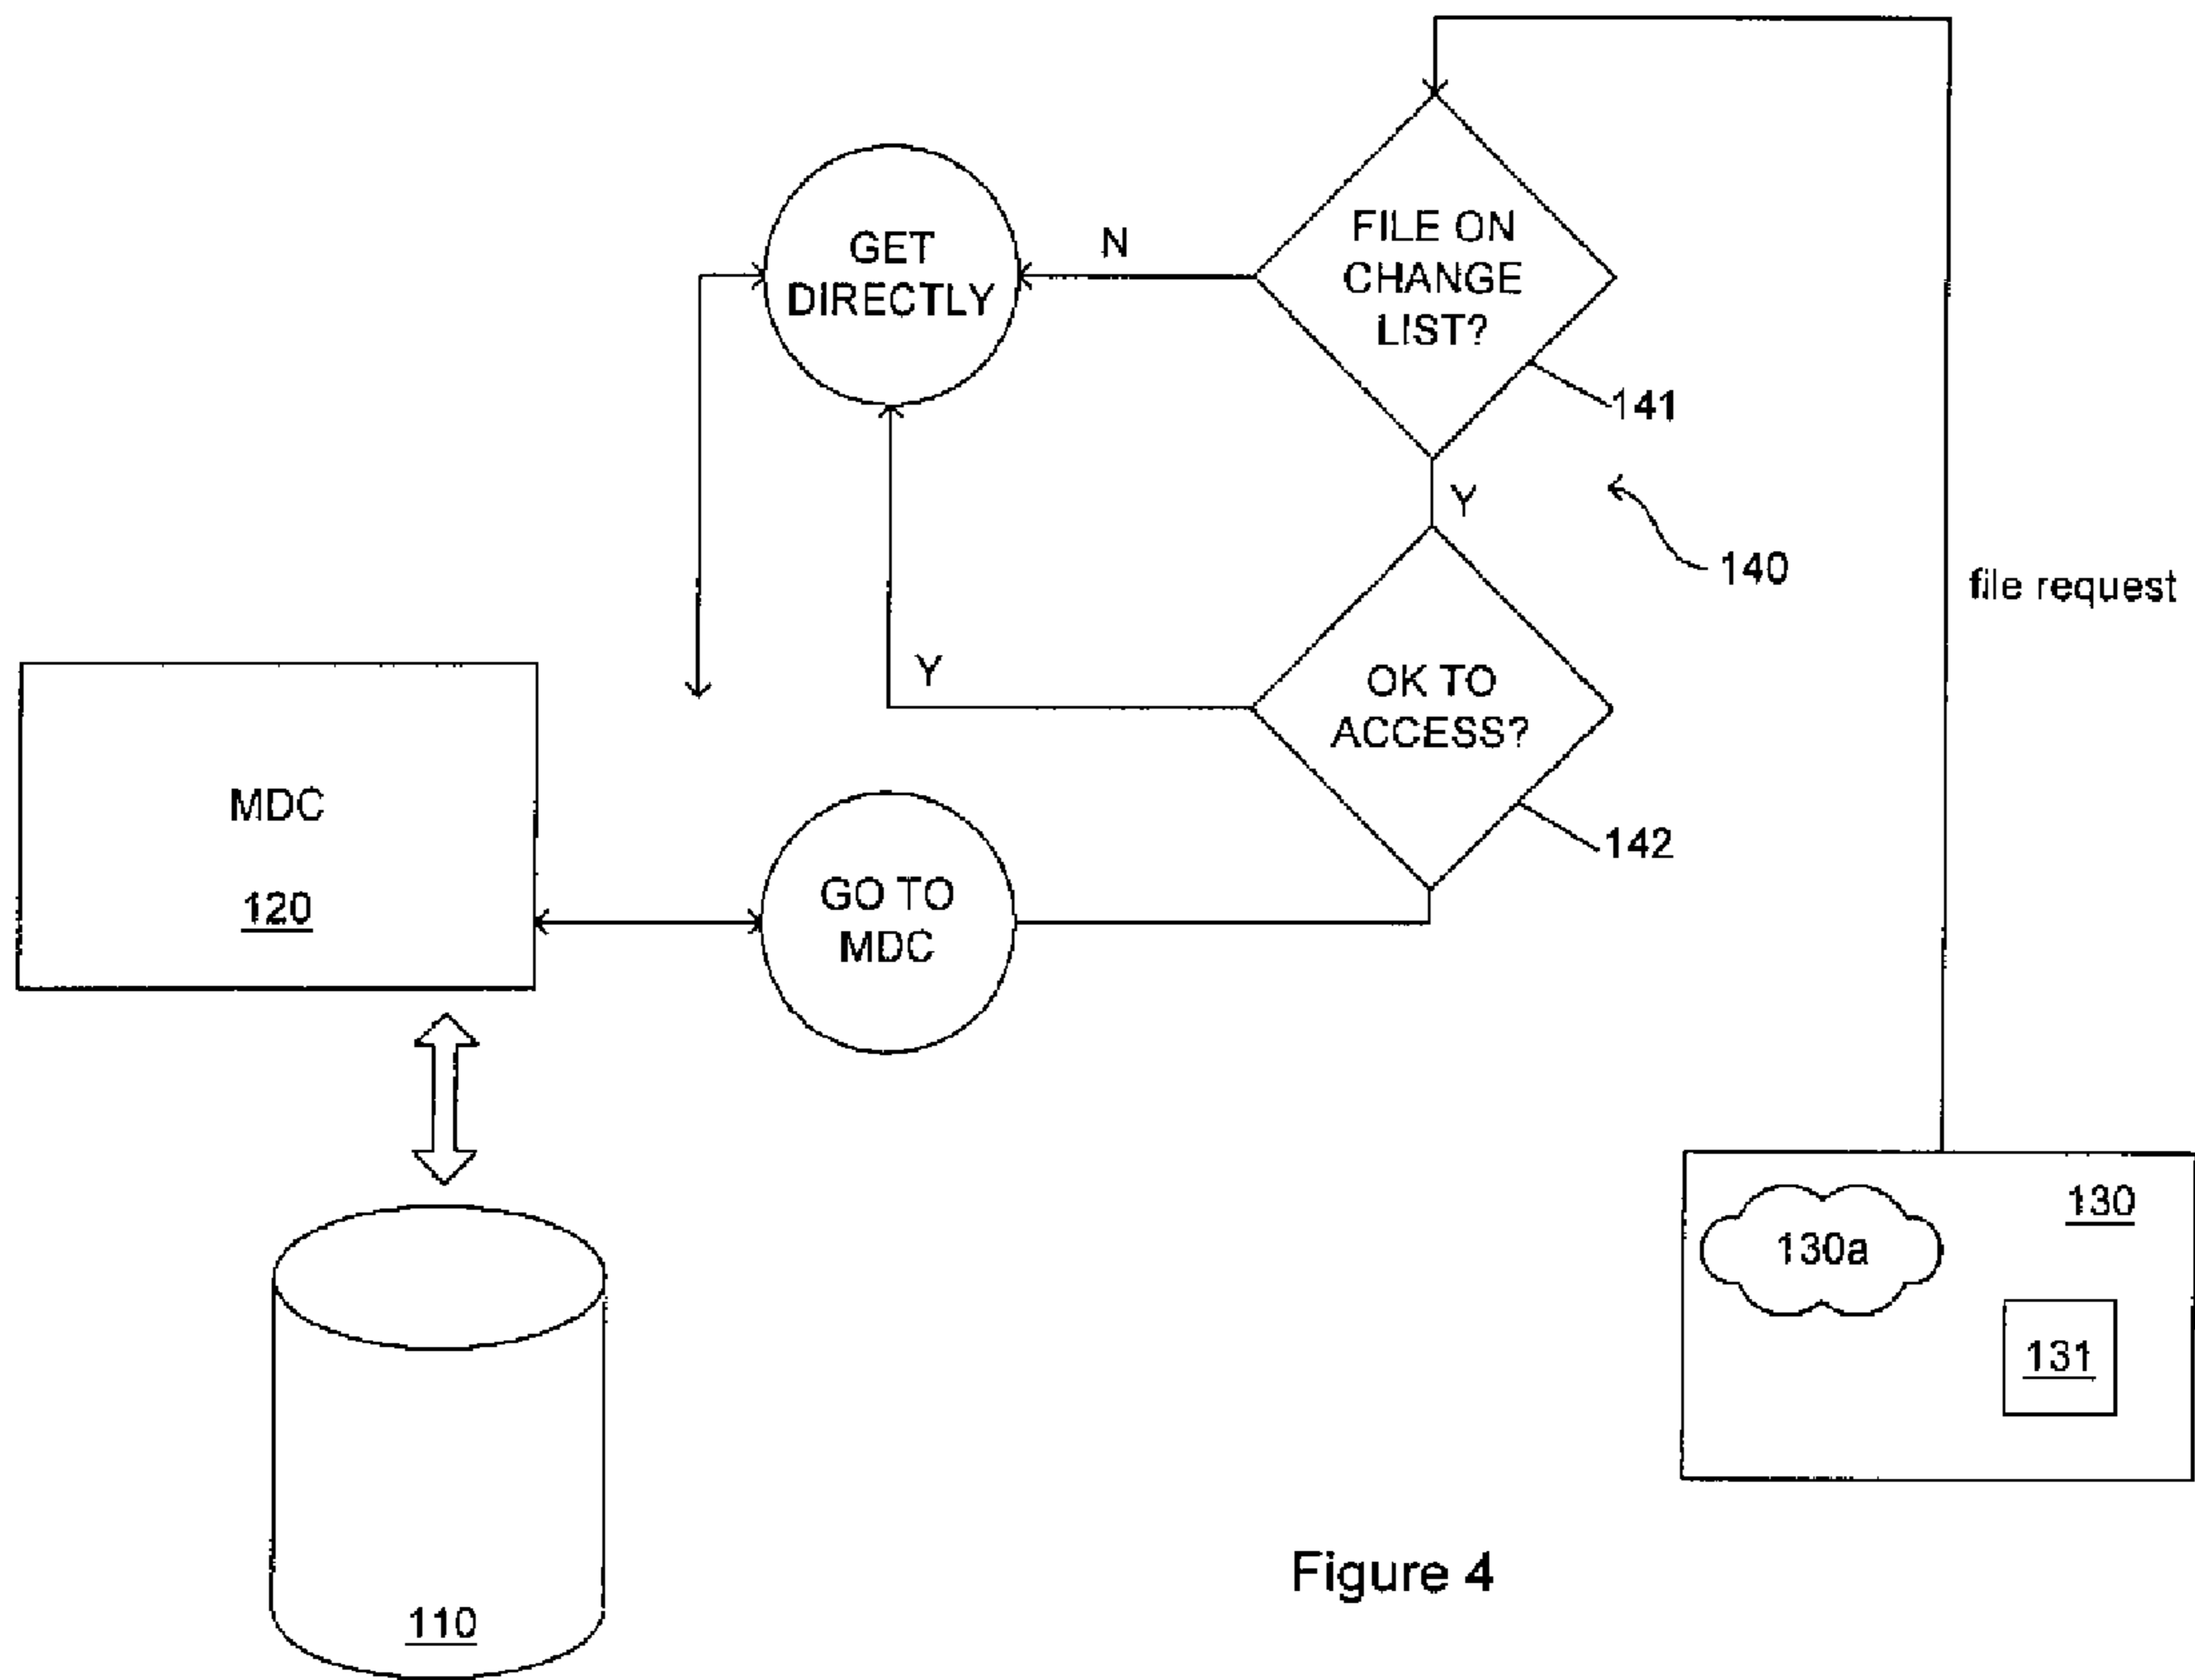 GET
DIRECTLY
N
FILE ON
CHANGE
LIST?
141
Y
140
file request
Y
OK TO
ACCESS?
142
MDC
120
GO TO
MDC
130
130a
131
110
Figure 4